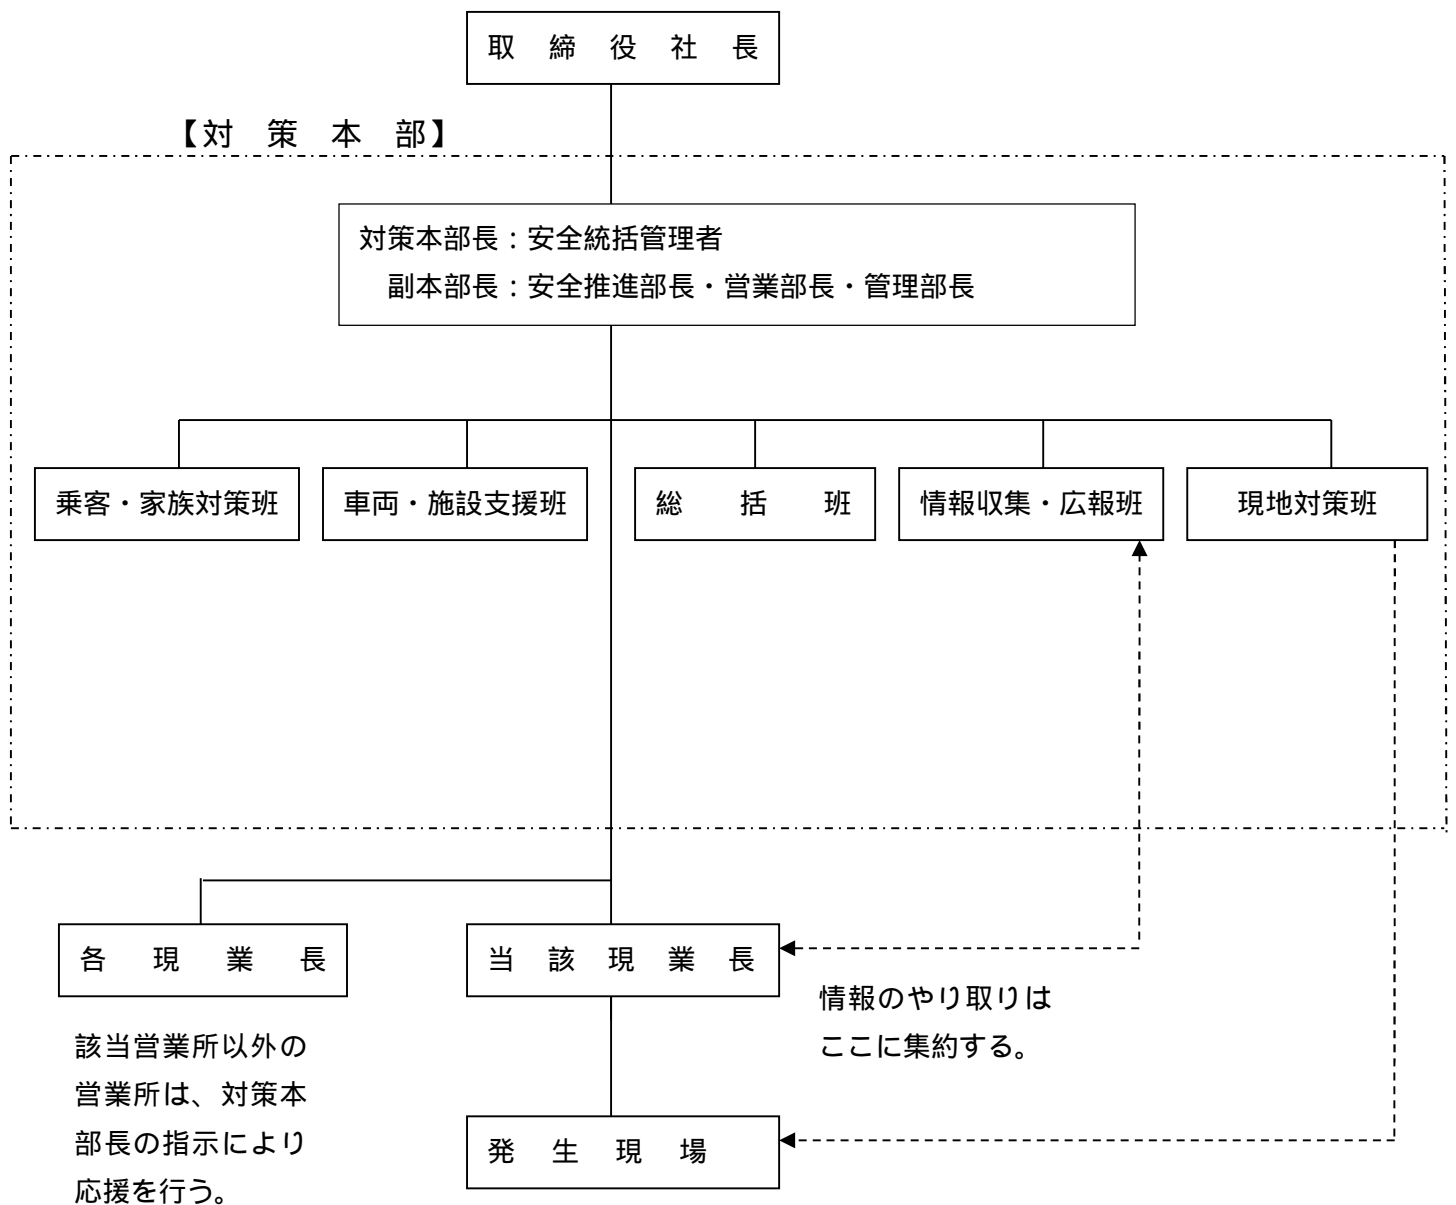 取締役社長
【対策本部】
対策本部長：安全統括管理者
副本部長：安全推進部長・営業部長・管理部長
乗客・家族対策班
車両・施設支援班
総括班
情報収集・広報班
現地対策班
各現業長
当該現業長
情報のやり取りは
ここに集約する。
該当営業所以外の
営業所は、対策本
部長の指示により
応援を行う。
発生現場